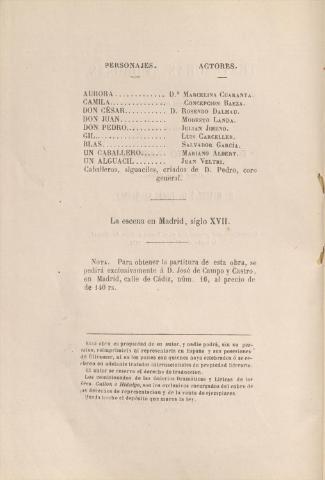 PERSONAJES. ACTORES.
AURORA............. D.ª MARCELINA CUARANTA.
CAMILA............... CONCEPCION BAEZA.
DON CÉSAR........... D. ROSENDO DALMAU.
DON JUAN............. MODESTO LANDA.
DON PEDRO........... JULIAN JIMENO.
GIL................... LUIS CARCELLER.
BLAS.................. SALVADOR GARCÍA.
UN CABALLERO...... MARIANO ALBERT.
UN ALGUACIL........ JUAN VELTRI.
Caballeros, alguaciles, criados de D. Pedro, coro
general.
La escena en Madrid, siglo XVII.
NOTA. Para obtener la partitura de esta obra, se
pedirá exclusivamente á D. José de Campo y Castro,
en Madrid, calle de Cádiz, núm. 16, al precio de
de 140 rs.
Esta obra es propiedad de su autor, y nadie podrá, sin su per-
miso, reimprimirla ni representarla en España y sus posesiones
de Ultramar, ni en los países con quienes haya celebrados ó se ce-
lebren en adelante tratados internacionales de propiedad literaria.
El autor se reserva el derecho de traduccion.
Los comisionados de las Galerías Dramáticas y Líricas de los
Sres. Gullon é Hidalgo, son los exclusivos encargados del cobro de
los derechos de representacion y de la venta de ejemplares.
Queda hecho el depósito que marca la ley.